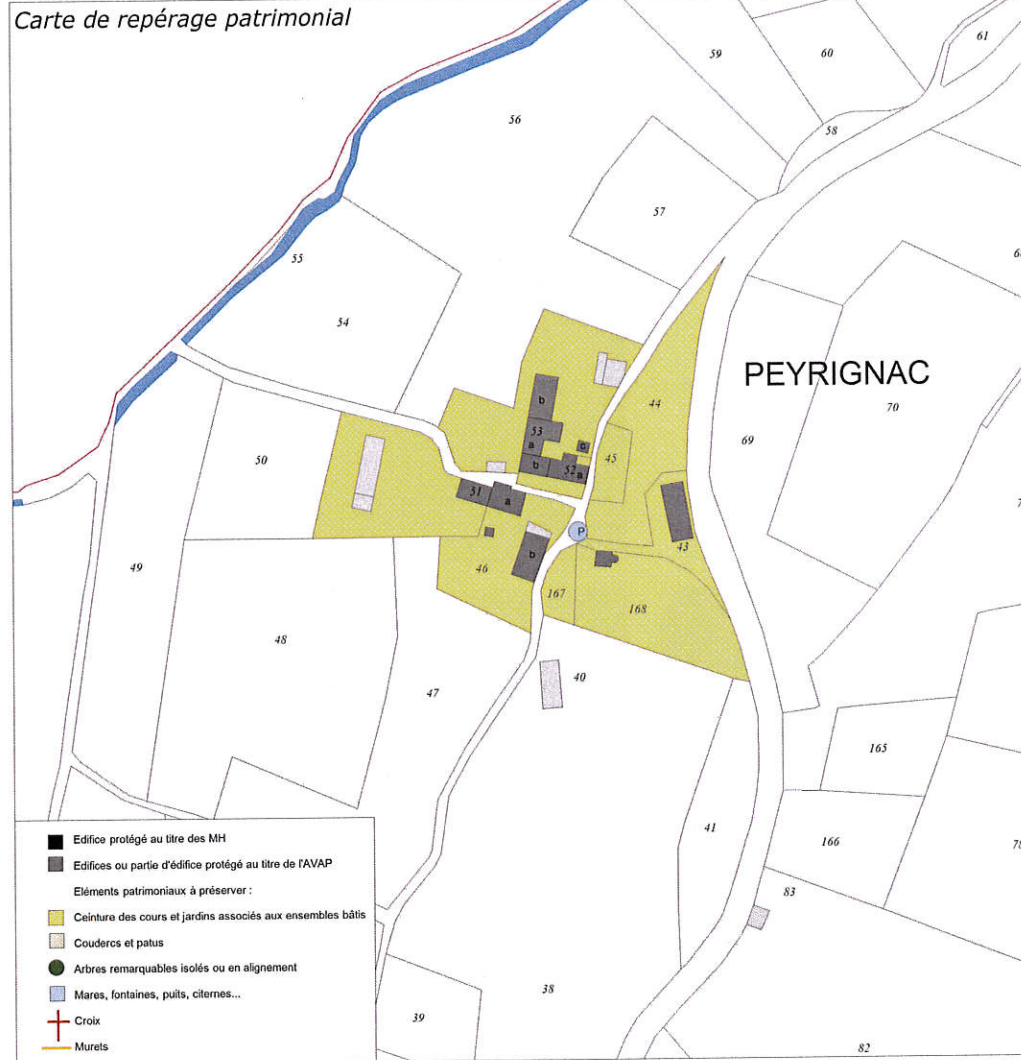 Carte de repérage patrimonial
61
59
60
56
58
57
55
54
PEYRIGNAC
44
70
b
69
53
a
a
45
50
b
52
a
51
a
P
43
49
b
46
167
168
48
40
47
165
41
166
83
38
39
82
Edifice protégé au titre des MH
Edifices ou partie d'édifice protégé au titre de l'AVAP
Eléments patrimoniaux à préserver :
Ceinture des cours et jardins associés aux ensembles bâtis
Coudercs et patus
Arbres remarquables isolés ou en alignement
Mares, fontaines, puits, citernes...
Croix
Murets